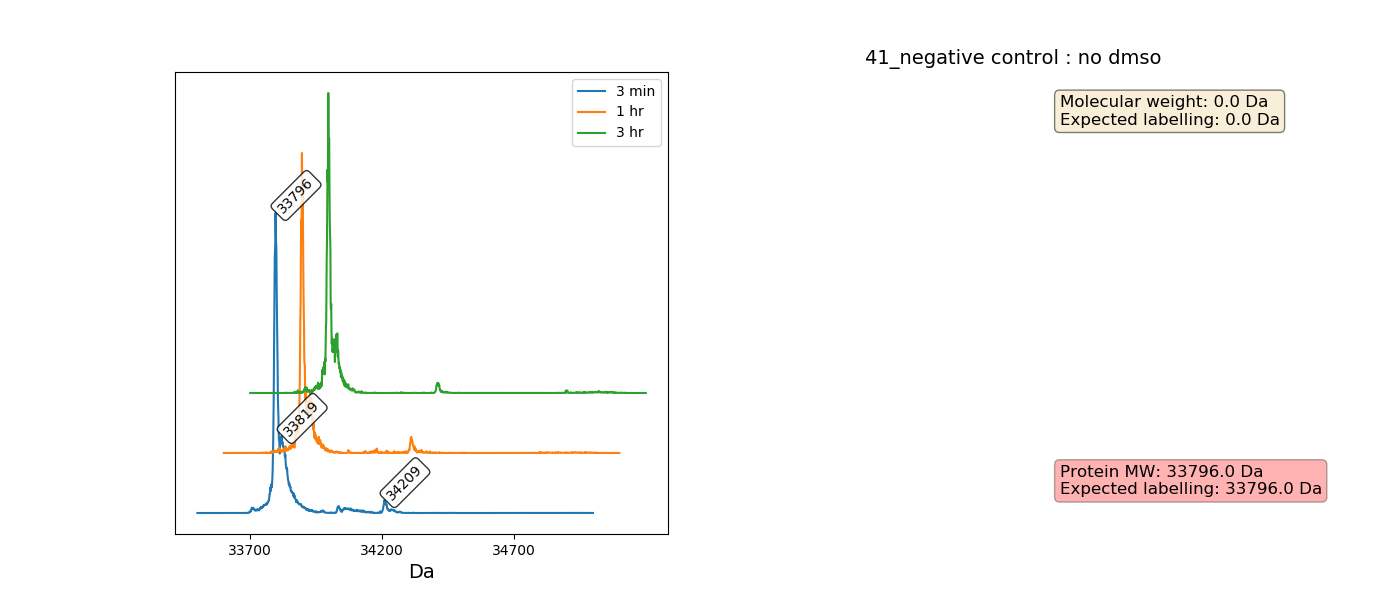 41_negative control : no dmso
3 min
1 hr
3 hr
Molecular weight: 0.0 Da
Expected labelling: 0.0 Da
33796
33819
34209
Protein MW: 33796.0 Da
Expected labelling: 33796.0 Da
33700 34200 34700
Da